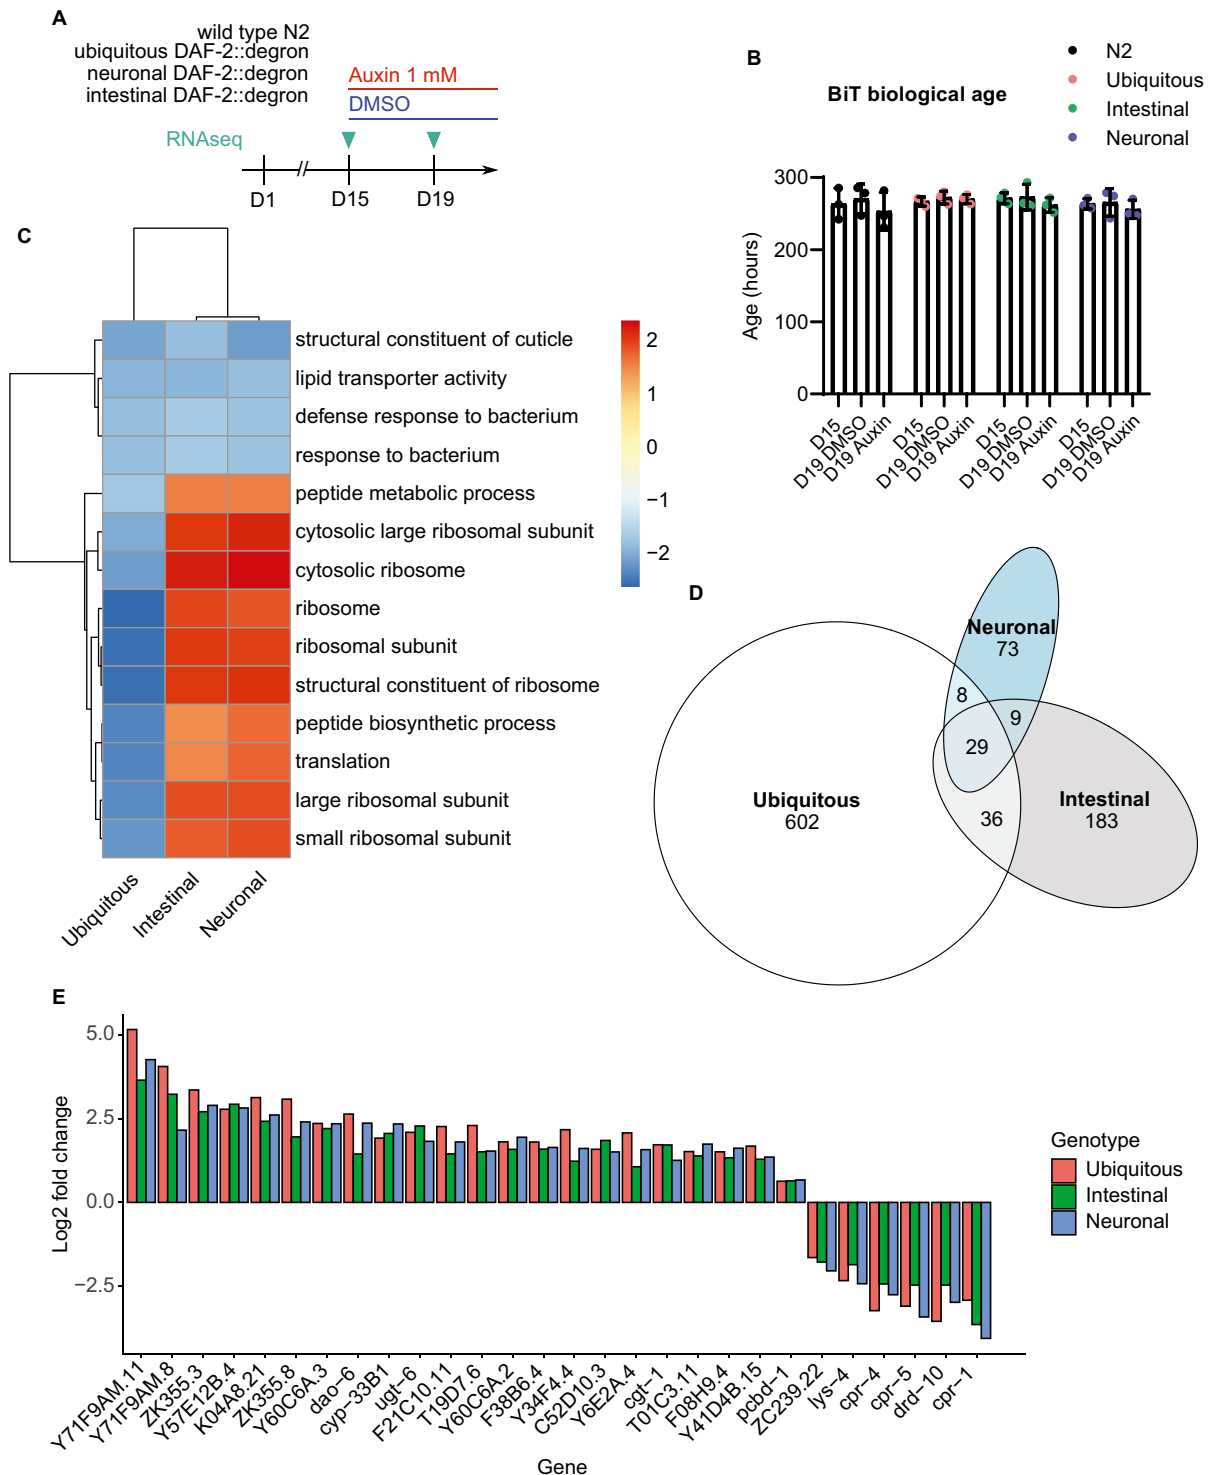 A
wild type N2
ubiquitous DAF-2::degron
neuronal DAF-2::degron
intestinal DAF-2::degron
Auxin 1 mM
DMSO
RNAseq
D1
D15
D19
B
BiT biological age
N2
Ubiquitous
Intestinal
Neuronal
Age (hours)
300
200
100
0
D15
D19 DMSO
D19 Auxin
D15
D19 DMSO
D19 Auxin
D15
D19 DMSO
D19 Auxin
D15
D19 DMSO
D19 Auxin
C
structural constituent of cuticle
lipid transporter activity
defense response to bacterium
response to bacterium
peptide metabolic process
cytosolic large ribosomal subunit
cytosolic ribosome
ribosome
ribosomal subunit
structural constituent of ribosome
peptide biosynthetic process
translation
large ribosomal subunit
small ribosomal subunit
Ubiquitous
Intestinal
Neuronal
2
1
0
−1
−2
D
Neuronal
73
8
9
29
Ubiquitous
602
36
Intestinal
183
E
Log2 fold change
5.0
2.5
0.0
−2.5
Y71F9AM.11
Y71F9AM.8
ZK355.3
Y57E12B.4
K04A8.21
ZK355.8
Y60C6A.3
dao−6
cyp−33B1
ugt−6
F21C10.11
T19D7.6
Y60C6A.2
F38B6.4
Y34F4.4
C52D10.3
Y6E2A.4
cgt−1
T01C3.11
F08H9.4
Y41D4B.15
pcbd−1
ZC239.22
lys−4
cpr−4
cpr−5
drd−10
cpr−1
Gene
Genotype
Ubiquitous
Intestinal
Neuronal